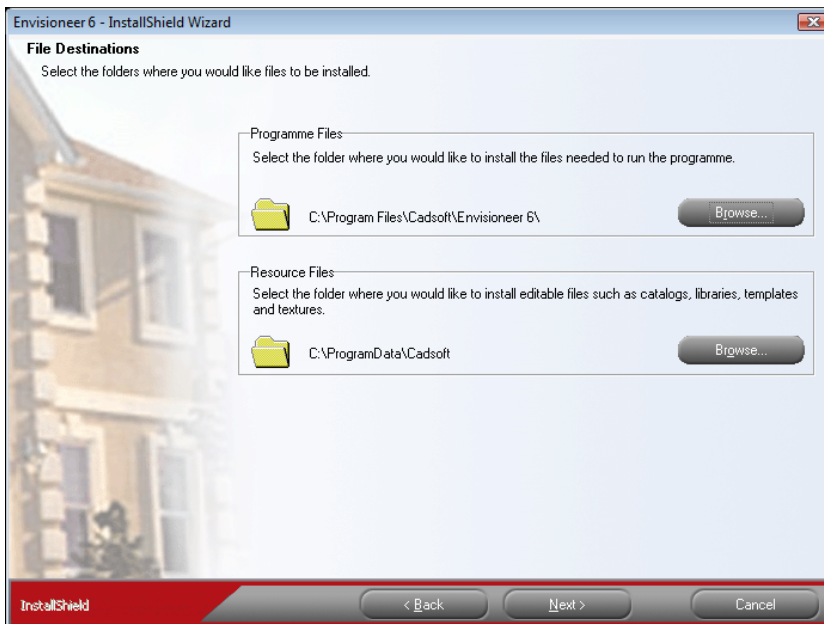 Envisioneer 6 - InstallShield Wizard
File Destinations
Select the folders where you would like files to be installed.
Programme Files
Select the folder where you would like to install the files needed to run the programme.
C:\Program Files\Cadsoft\Envisioneer 6\
Browse...
Resource Files
Select the folder where you would like to install editable files such as catalogs, libraries, templates
and textures.
C:\ProgramData\Cadsoft
Browse...
InstallShield
< Back
Next >
Cancel